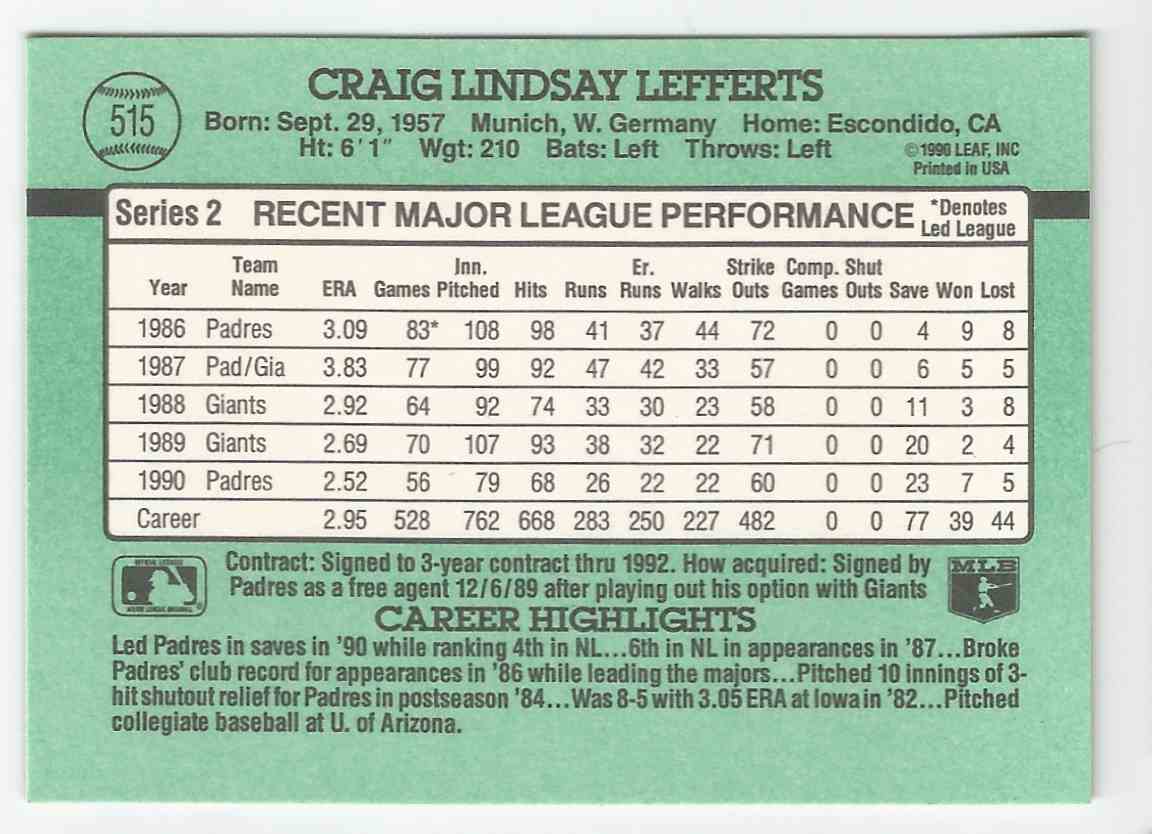 CRAIG LINDSAY LEFFERTS
515
Born: Sept. 29, 1957 Munich, W. Germany Home: Escondido, CA
Ht: 6'1" Wgt: 210 Bats: Left Throws: Left ©1990 LEAF, INC
Printed in USA
Series 2 RECENT MAJOR LEAGUE PERFORMANCE *Denotes
Led League
Team Inn. Er. Strike Comp. Shut
Year Name ERA Games Pitched Hits Runs Runs Walks Outs Games Outs Save Won Lost
1986 Padres 3.09 83* 108 98 41 37 44 72 0 0 4 9 8
1987 Pad/Gia 3.83 77 99 92 47 42 33 57 0 0 6 5 5
1988 Giants 2.92 64 92 74 33 30 23 58 0 0 11 3 8
1989 Giants 2.69 70 107 93 38 32 22 71 0 0 20 2 4
1990 Padres 2.52 56 79 68 26 22 22 60 0 0 23 7 5
Career 2.95 528 762 668 283 250 227 482 0 0 77 39 44
Contract: Signed to 3-year contract thru 1992. How acquired: Signed by
Padres as a free agent 12/6/89 after playing out his option with Giants
MLB
CAREER HIGHLIGHTS
Led Padres in saves in '90 while ranking 4th in NL...6th in NL in appearances in '87...Broke
Padres' club record for appearances in '86 while leading the majors...Pitched 10 innings of 3-
hit shutout relief for Padres in postseason '84...Was 8-5 with 3.05 ERA at Iowa in '82...Pitched
collegiate baseball at U. of Arizona.